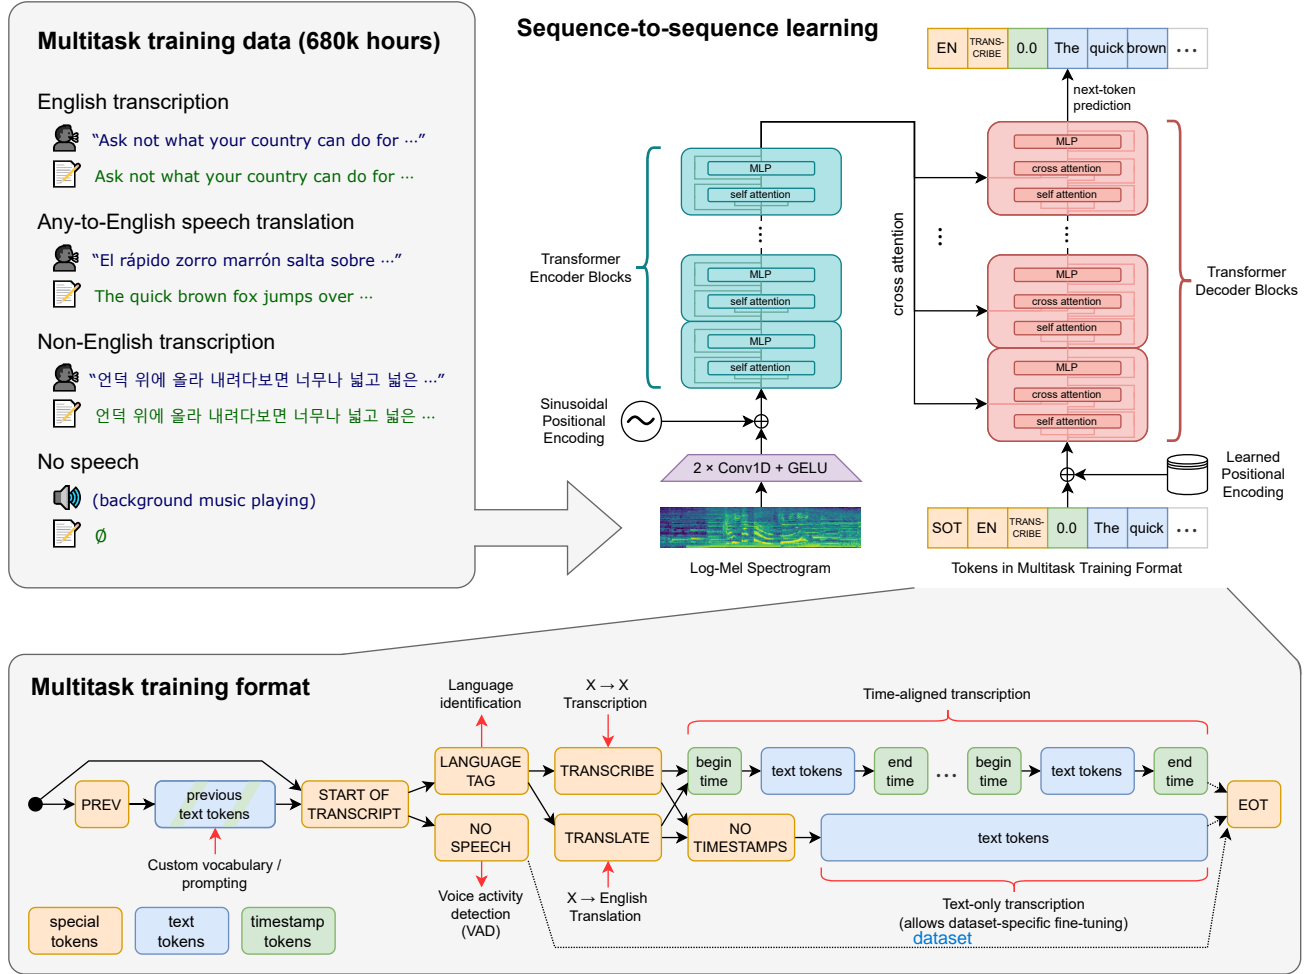 Multitask training data (680k hours)
English transcription
“Ask not what your country can do for ⋯”
Ask not what your country can do for ⋯
Any-to-English speech translation
“El rápido zorro marrón salta sobre ⋯”
The quick brown fox jumps over ⋯
Non-English transcription
“언덕 위에 올라 내려다보면 너무나 넓고 넓은 ⋯”
언덕 위에 올라 내려다보면 너무나 넓고 넓은 ⋯
No speech
(background music playing)
∅
Sequence-to-sequence learning
EN TRANS-CRIBE 0.0 The quick brown ⋯
next-token
prediction
MLP
self attention
⋯
MLP
self attention
MLP
self attention
Transformer
Encoder Blocks
Sinusoidal
Positional
Encoding
2 × Conv1D + GELU
Log-Mel Spectrogram
cross attention
⋯
MLP
cross attention
self attention
⋯
MLP
cross attention
self attention
MLP
cross attention
self attention
Transformer
Decoder Blocks
Learned
Positional
Encoding
SOT EN TRANS-CRIBE 0.0 The quick ⋯
Tokens in Multitask Training Format
Multitask training format
Language
identification
X → X
Transcription
Time-aligned transcription
PREV
previous
text tokens
START OF
TRANSCRIPT
LANGUAGE
TAG
TRANSCRIBE
begin
time
text tokens
end
time
⋯
begin
time
text tokens
end
time
EOT
NO
SPEECH
TRANSLATE
NO
TIMESTAMPS
text tokens
Custom vocabulary /
prompting
Voice activity
detection
(VAD)
X → English
Translation
Text-only transcription
(allows dataset-specific fine-tuning)
dataset
special
tokens
text
tokens
timestamp
tokens